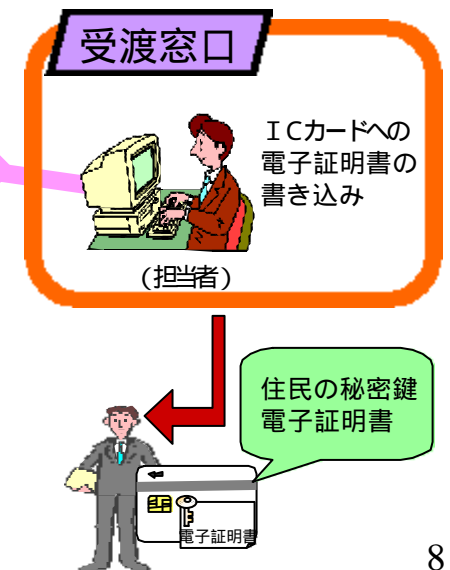 受渡窓口
ＩＣカードへの
電子証明書の
書き込み
(担当者)
住民の秘密鍵
電子証明書
電子証明書
8